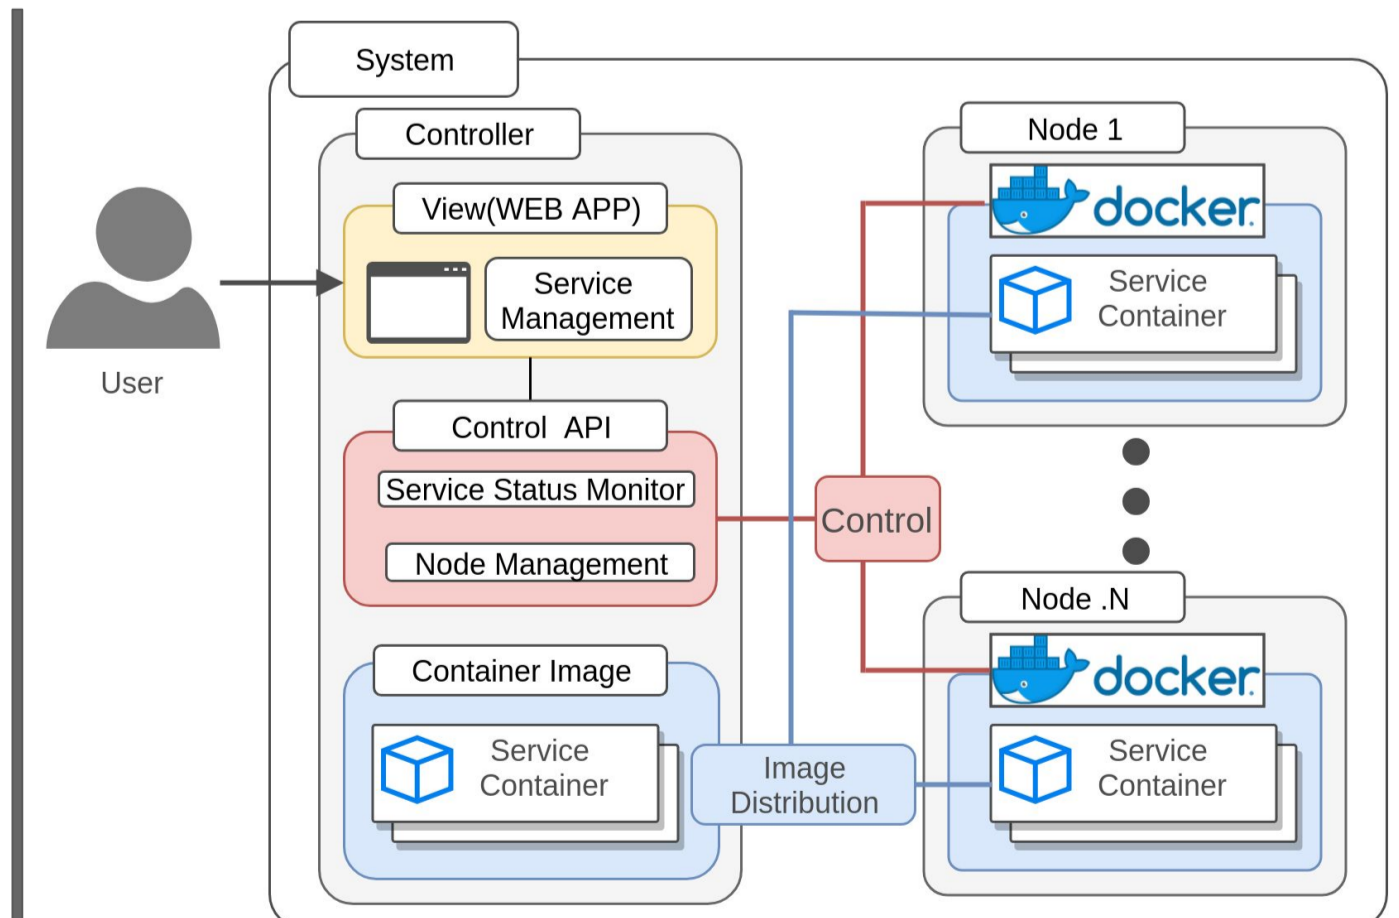 System
Controller
View(WEB APP)
Service
Management
User
Control API
Service Status Monitor
Node Management
Container Image
Service
Container
Image
Distribution
Control
Node 1
docker
Service
Container
Node .N
docker
Service
Container